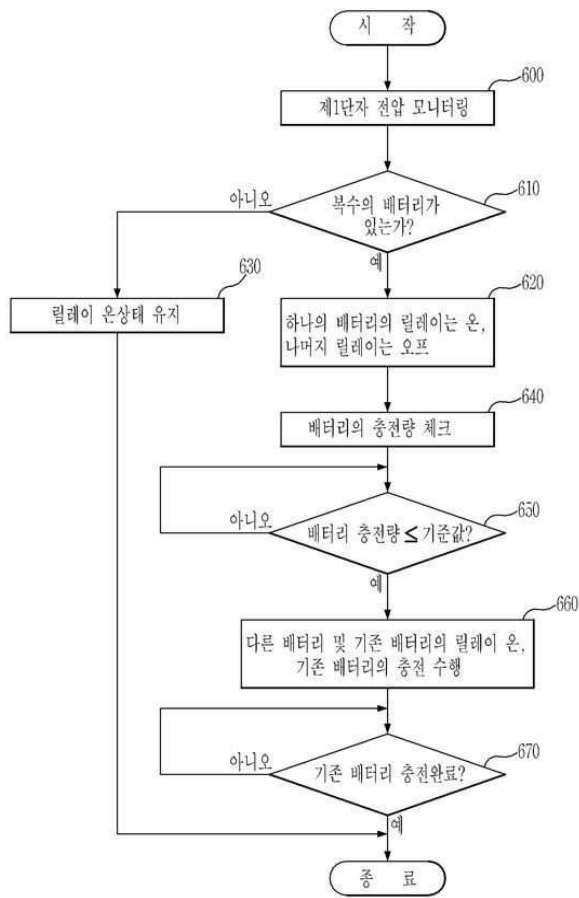 시 작
600
제1단자 전압 모니터링
610
복수의 배터리가
있는가?
아니오
예
630
릴레이 온상태 유지
620
하나의 배터리의 릴레이는 온,
나머지 릴레이는 오프
640
배터리의 충전량 체크
650
배터리 충전량≤기준값?
아니오
예
660
다른 배터리 및 기존 배터리의 릴레이 온,
기존 배터리의 충전 수행
670
기존 배터리 충전완료?
아니오
예
종 료